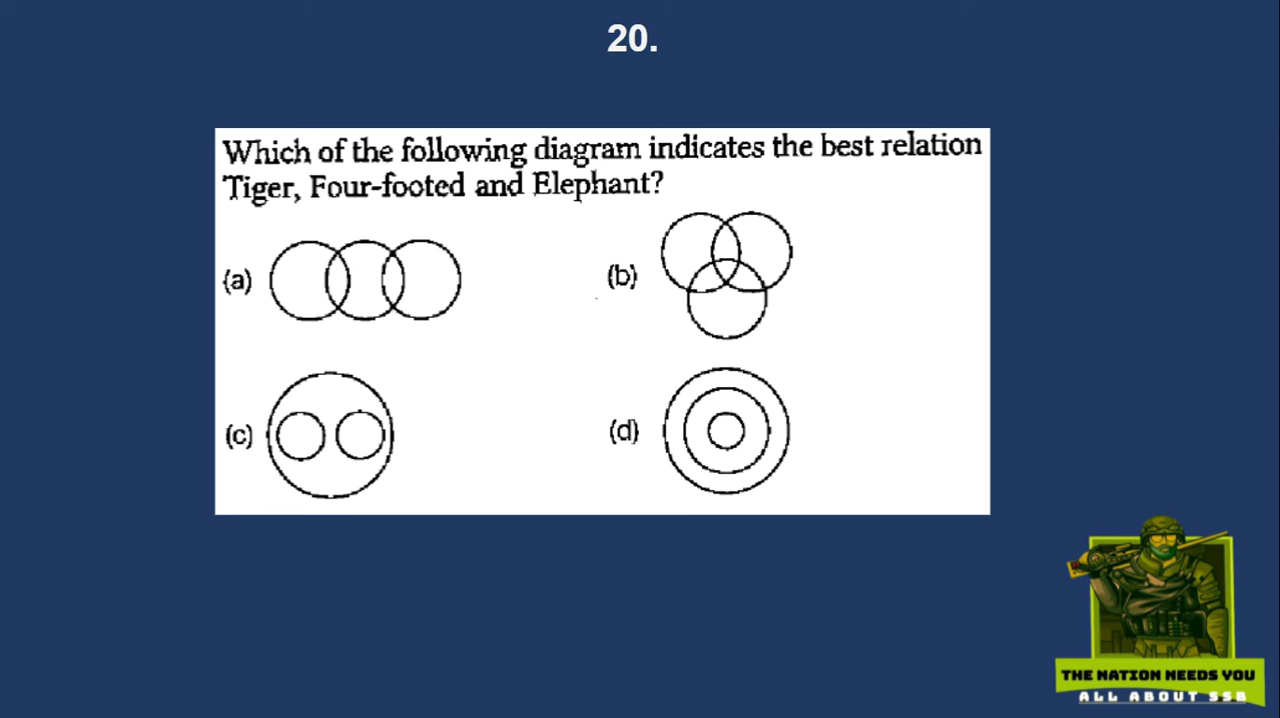 20.
Which of the following diagram indicates the best relation
Tiger, Four-footed and Elephant?
(a)
(b)
(c)
(d)
THE NATION NEEDS YOU
ALL ABOUT SSB